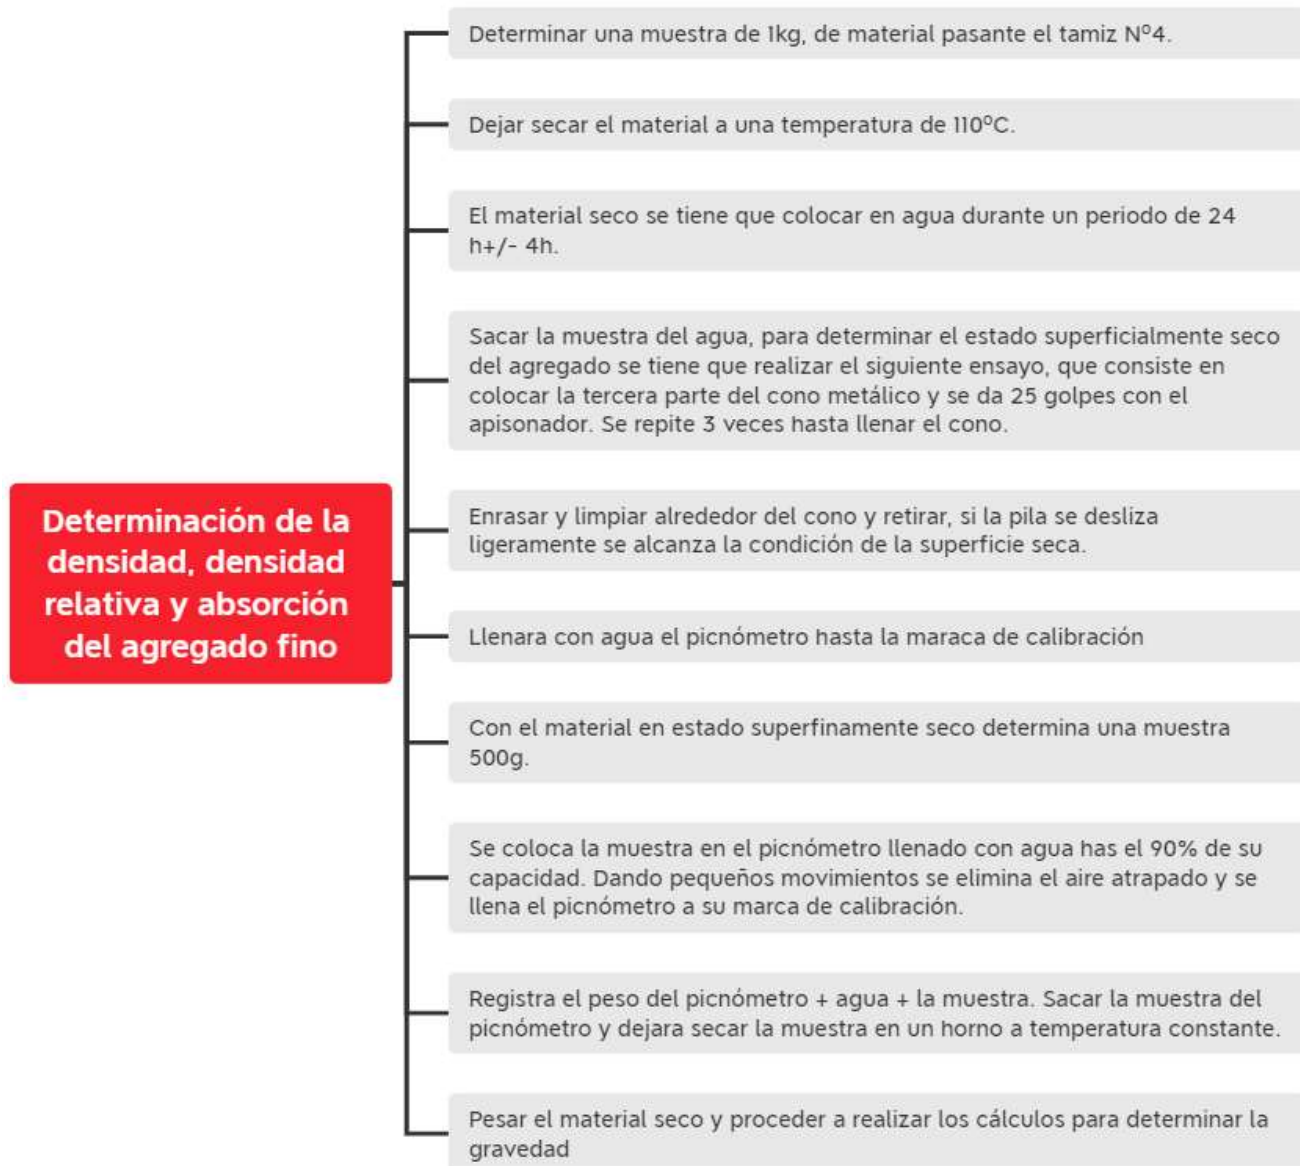 Determinar una muestra de 1kg, de material pasante el tamiz Nº4.
Dejar secar el material a una temperatura de 110ºC.
El material seco se tiene que colocar en agua durante un periodo de 24
h+/- 4h.
Sacar la muestra del agua, para determinar el estado superficialmente seco
del agregado se tiene que realizar el siguiente ensayo, que consiste en
colocar la tercera parte del cono metálico y se da 25 golpes con el
apisonador. Se repite 3 veces hasta llenar el cono.
Determinación de la
densidad, densidad
relativa y absorción
del agregado fino
Enrasar y limpiar alrededor del cono y retirar, si la pila se desliza
ligeramente se alcanza la condición de la superficie seca.
Llenara con agua el picnómetro hasta la maraca de calibración
Con el material en estado superfinamente seco determina una muestra
500g.
Se coloca la muestra en el picnómetro llenado con agua has el 90% de su
capacidad. Dando pequeños movimientos se elimina el aire atrapado y se
llena el picnómetro a su marca de calibración.
Registra el peso del picnómetro + agua + la muestra. Sacar la muestra del
picnómetro y dejara secar la muestra en un horno a temperatura constante.
Pesar el material seco y proceder a realizar los cálculos para determinar la
gravedad